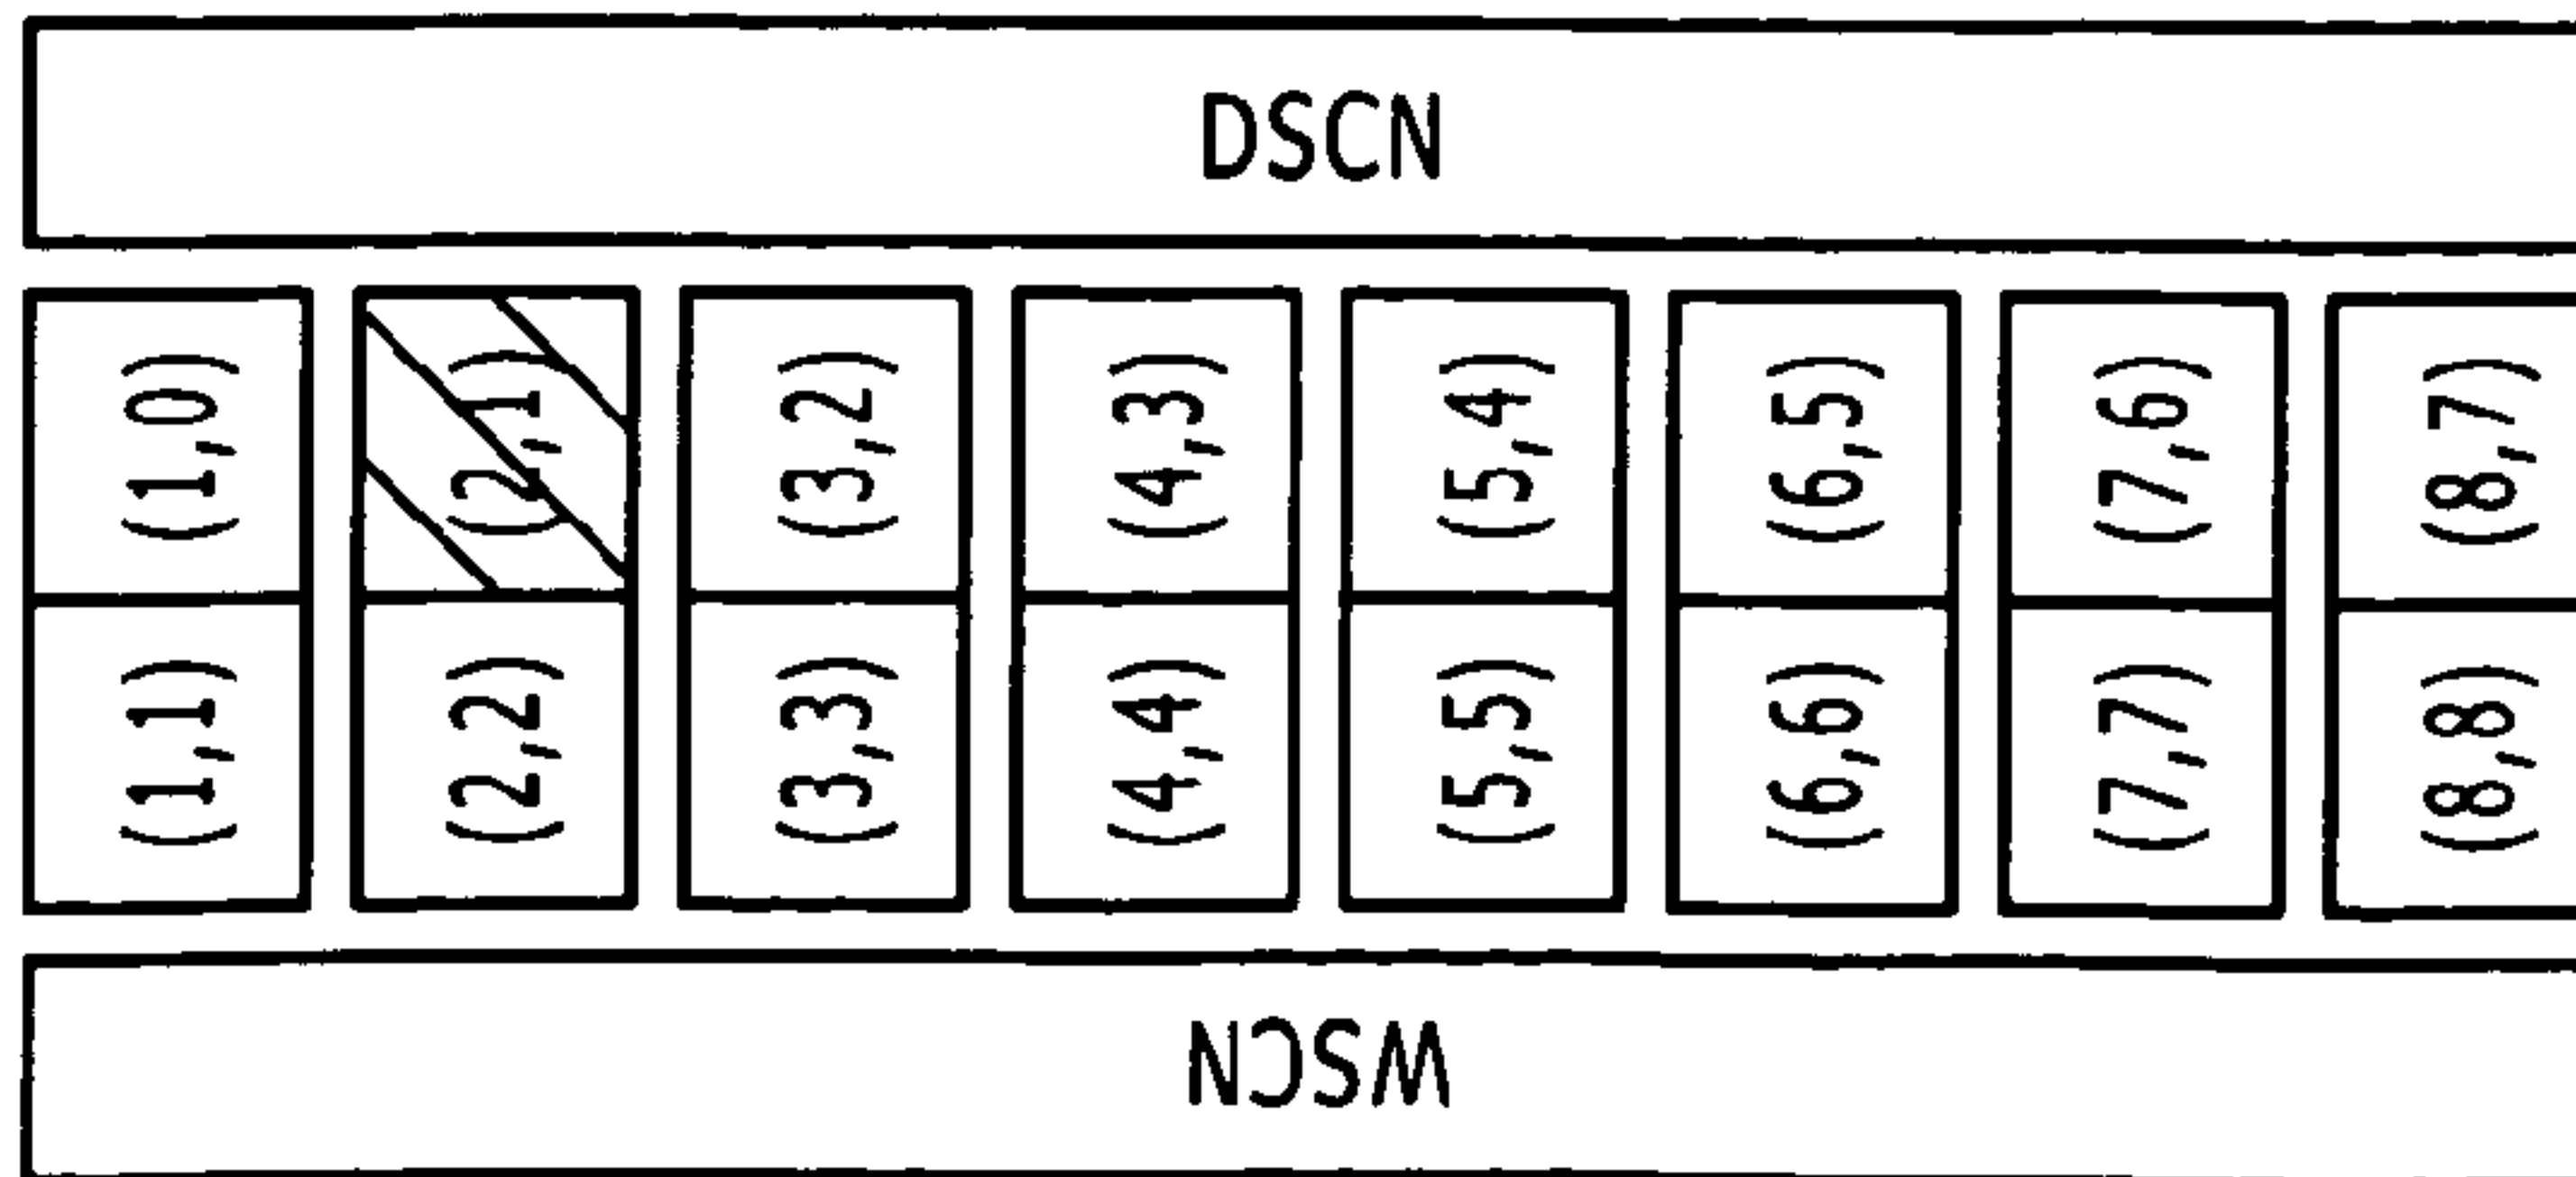 DSCN
(1,0) (2,1) (3,2) (4,3) (5,4) (6,5) (7,6) (8,7)
(1,1) (2,2) (3,3) (4,4) (5,5) (6,6) (7,7) (8,8)
WSCN